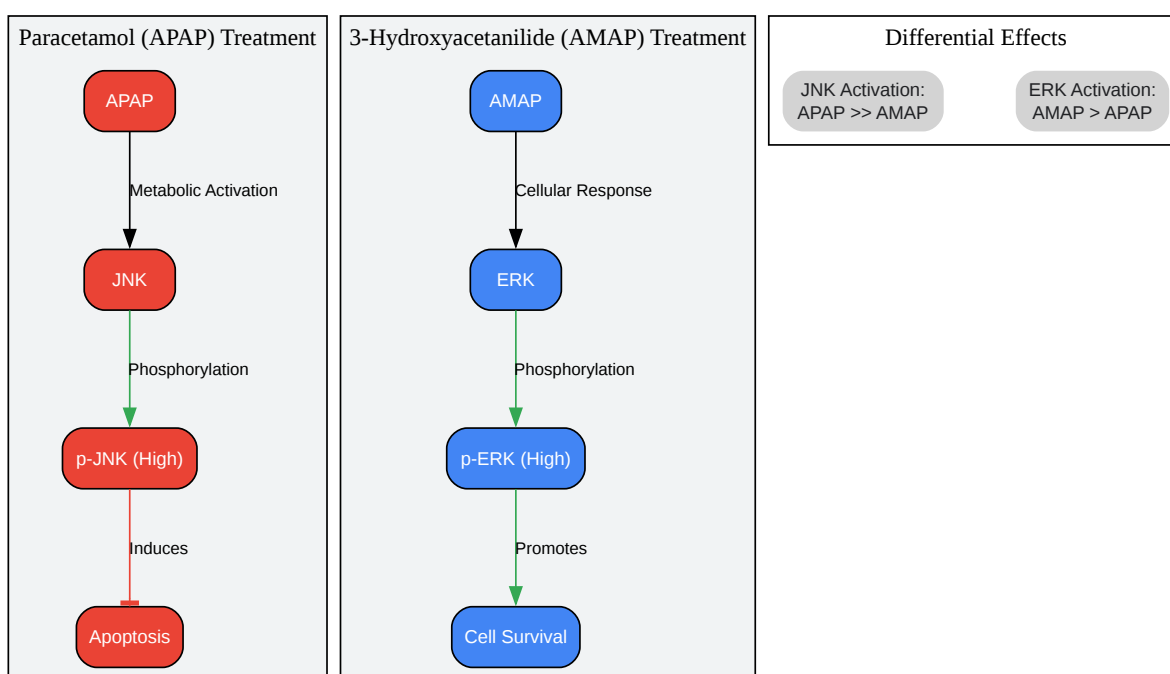 Paracetamol (APAP) Treatment
APAP
Metabolic Activation
JNK
Phosphorylation
p-JNK (High)
Induces
Apoptosis
3-Hydroxyacetanilide (AMAP) Treatment
AMAP
Cellular Response
ERK
Phosphorylation
p-ERK (High)
Promotes
Cell Survival
Differential Effects
JNK Activation:
APAP >> AMAP
ERK Activation:
AMAP > APAP